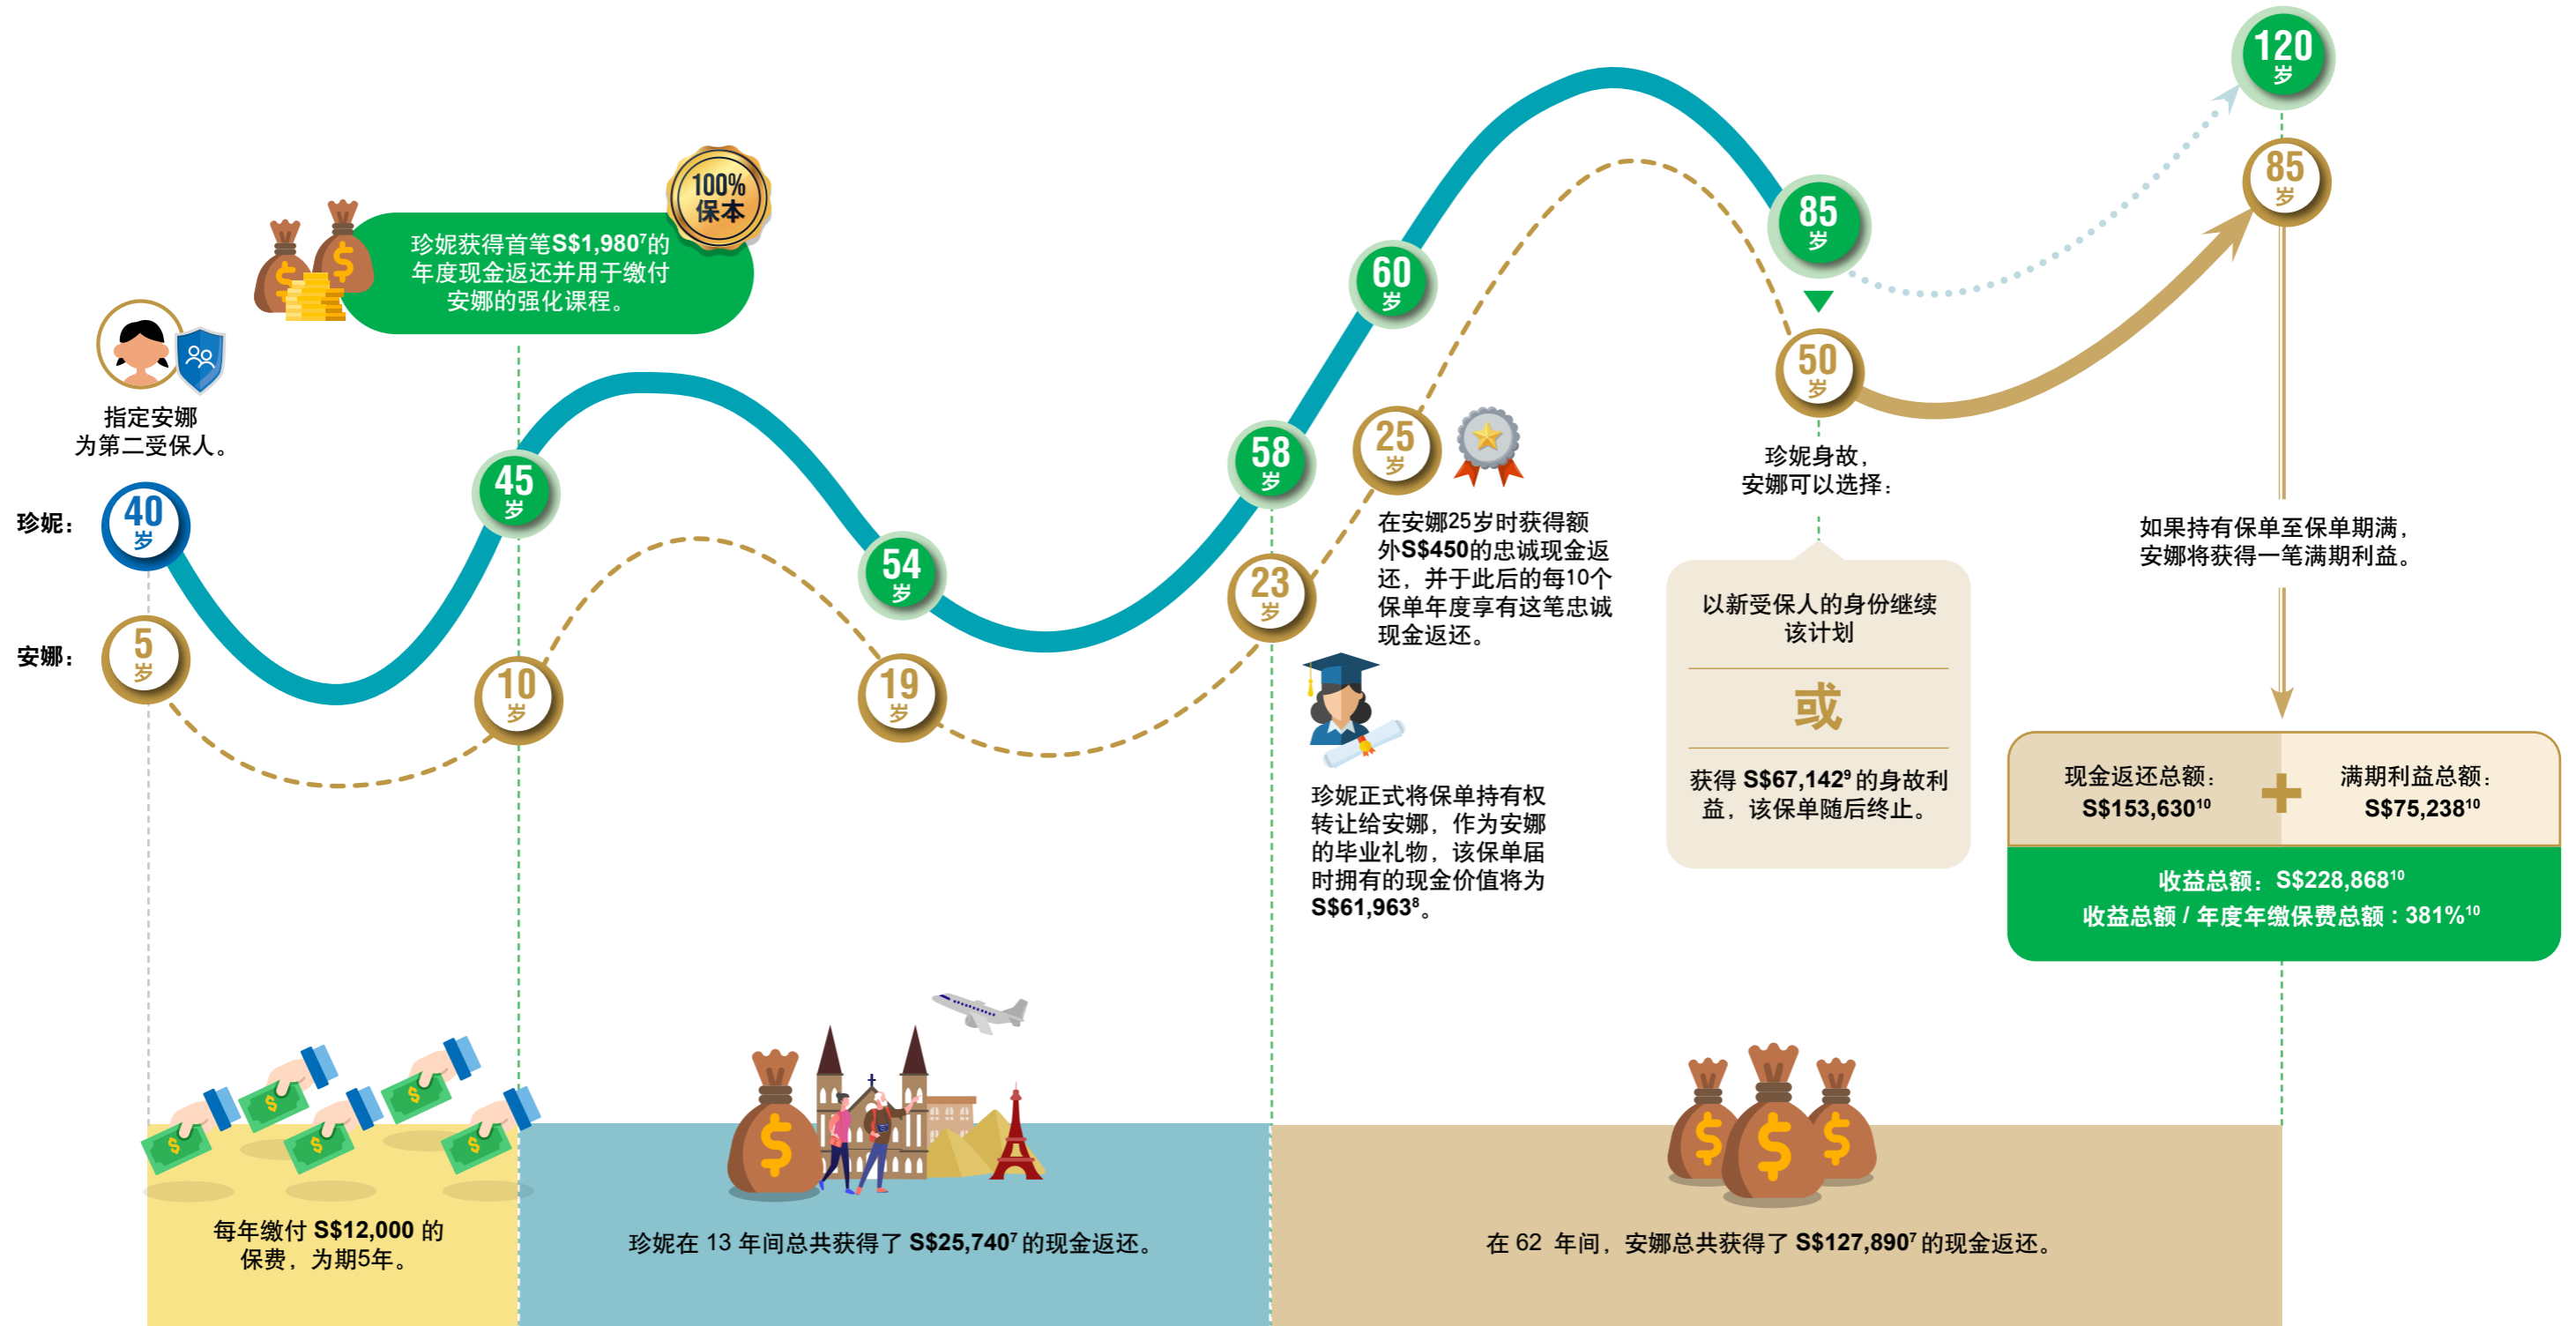 120
岁
85
岁
100%
保本
珍妮获得首笔S$1,980⁷的
年度现金返还并用于缴付
安娜的强化课程。
85
岁
60
岁
50
岁
指定安娜
为第二受保人。
58
岁
25
岁
45
岁
珍妮：
40
岁
54
岁
23
岁
安娜：
5
岁
10
岁
19
岁
在安娜25岁时获得额
外S$450的忠诚现金返
还，并于此后的每10个
保单年度享有这笔忠诚
现金返还。
珍妮正式将保单持有权
转让给安娜，作为安娜
的毕业礼物，该保单届
时拥有的现金价值将为
S$61,963⁸。
珍妮身故，
安娜可以选择：
以新受保人的身份继续
该计划
或
获得 S$67,142⁹ 的身故利
益，该保单随后终止。
如果持有保单至保单期满，
安娜将获得一笔满期利益。
现金返还总额：
S$153,630¹⁰
+
满期利益总额：
S$75,238¹⁰
收益总额：S$228,868¹⁰
收益总额 / 年度年缴保费总额 : 381%¹⁰
$
$
$
$
$
$
$
$
$
$
$
每年缴付 S$12,000 的
保费，为期5年。
珍妮在 13 年间总共获得了 S$25,740⁷ 的现金返还。
在 62 年间，安娜总共获得了 S$127,890⁷ 的现金返还。